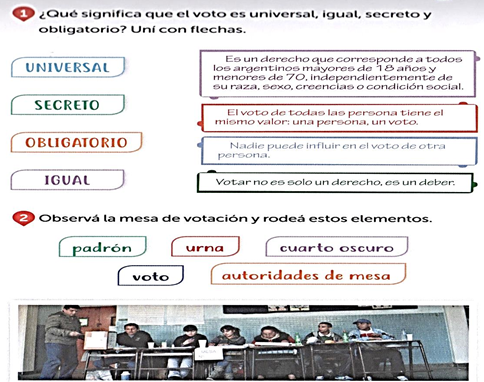 1 ¿Qué significa que el voto es universal, igual, secreto y
obligatorio? Uní con flechas.
UNIVERSAL
SECRETO
OBLIGATORIO
IGUAL
Es un derecho que corresponde a todos
los argentinos mayores de 18 años y
menores de 70, independientemente de
su raza, sexo, creencias o condición social.
El voto de todas las persona tiene el
mismo valor: una persona, un voto.
Nadie puede influir en el voto de otra
persona.
Votar no es solo un derecho, es un deber.
2 Observá la mesa de votación y rodeá estos elementos.
padrón
urna
cuarto oscuro
voto
autoridades de mesa